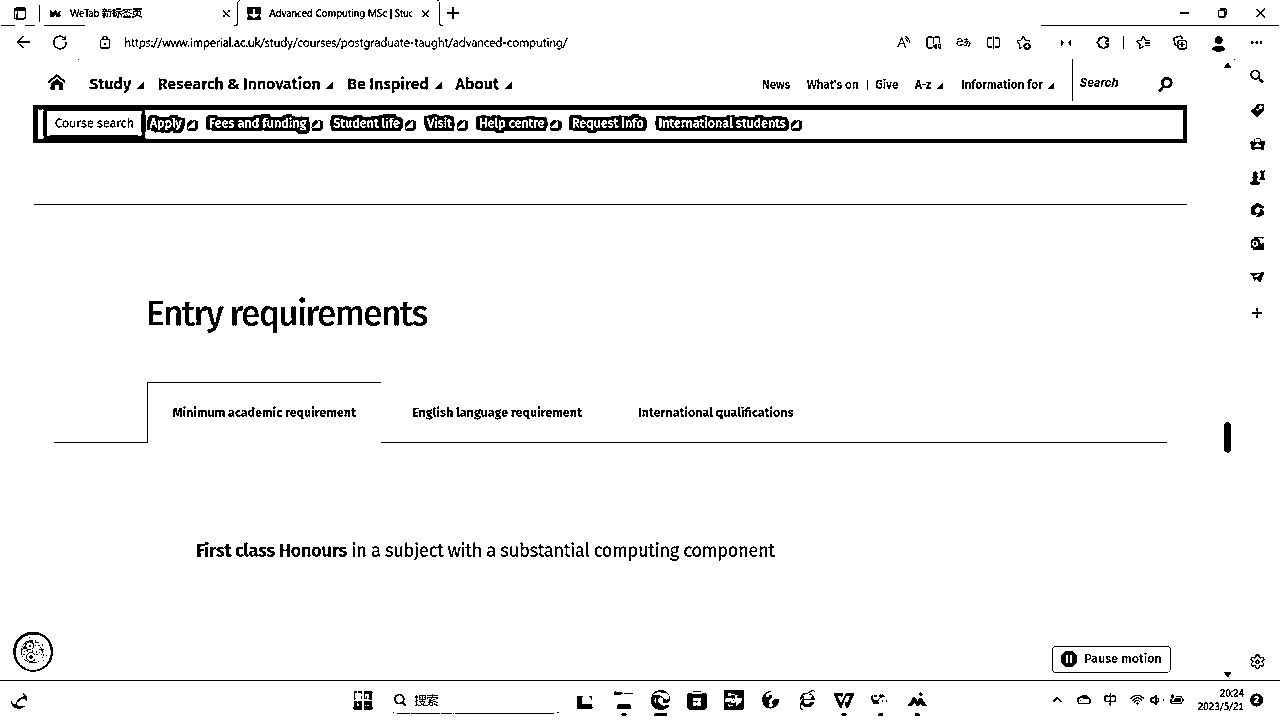 WeTab 新标签页
Advanced Computing MSc | Stuc
https://www.imperial.ac.uk/study/courses/postgraduate-taught/advanced-computing/
Study Research & Innovation Be Inspired About News What's on Give A-z Information for Search
Course search Apply Fees and funding Student life Visit Help centre Request info International students
Entry requirements
Minimum academic requirement English language requirement International qualifications
First class Honours in a subject with a substantial computing component
Pause motion
搜索
中
20:24
2023/5/21
2